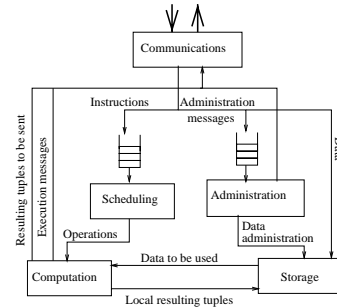 Communications
Instructions
Administration
messages
Resulting tuples to be sent
Execution messages
Scheduling
Administration
Operations
Data
administration
Data to be used
Computation
Storage
Local resulting tuples